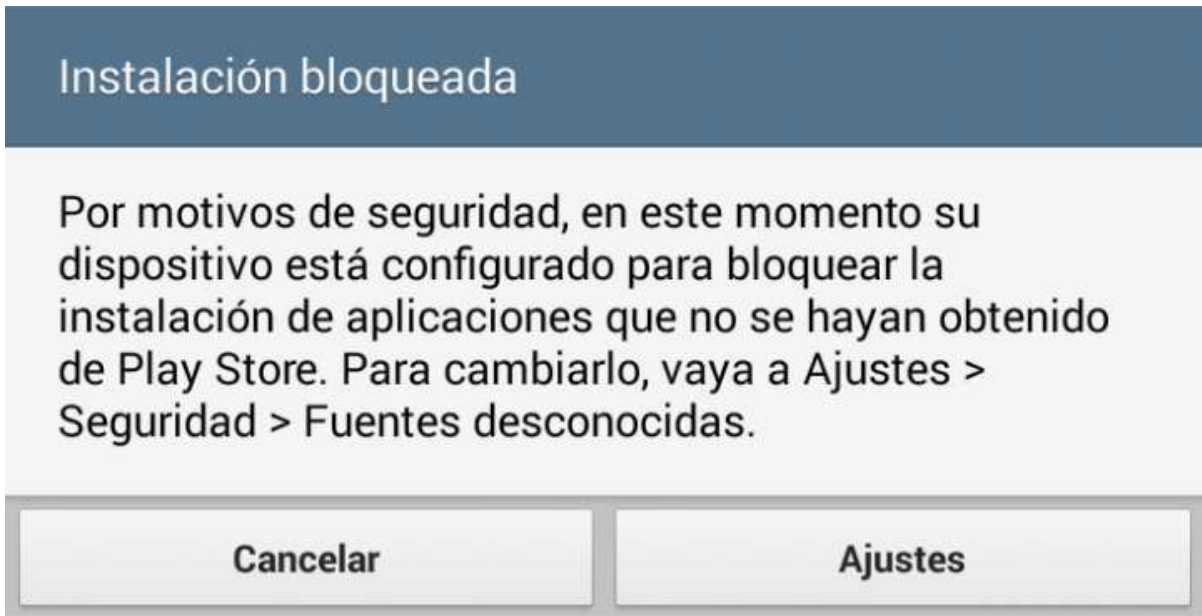 Instalación bloqueada
Por motivos de seguridad, en este momento su
dispositivo está configurado para bloquear la
instalación de aplicaciones que no se hayan obtenido
de Play Store. Para cambiarlo, vaya a Ajustes >
Seguridad > Fuentes desconocidas.
Cancelar
Ajustes